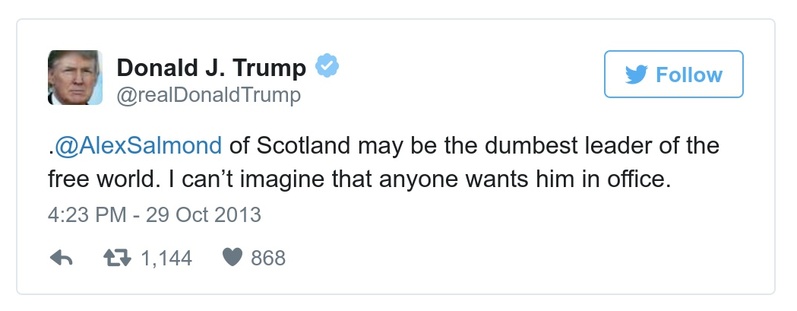 Donald J. Trump
@realDonaldTrump
Follow
.@AlexSalmond of Scotland may be the dumbest leader of the
free world. I can’t imagine that anyone wants him in office.
4:23 PM - 29 Oct 2013
1,144 868